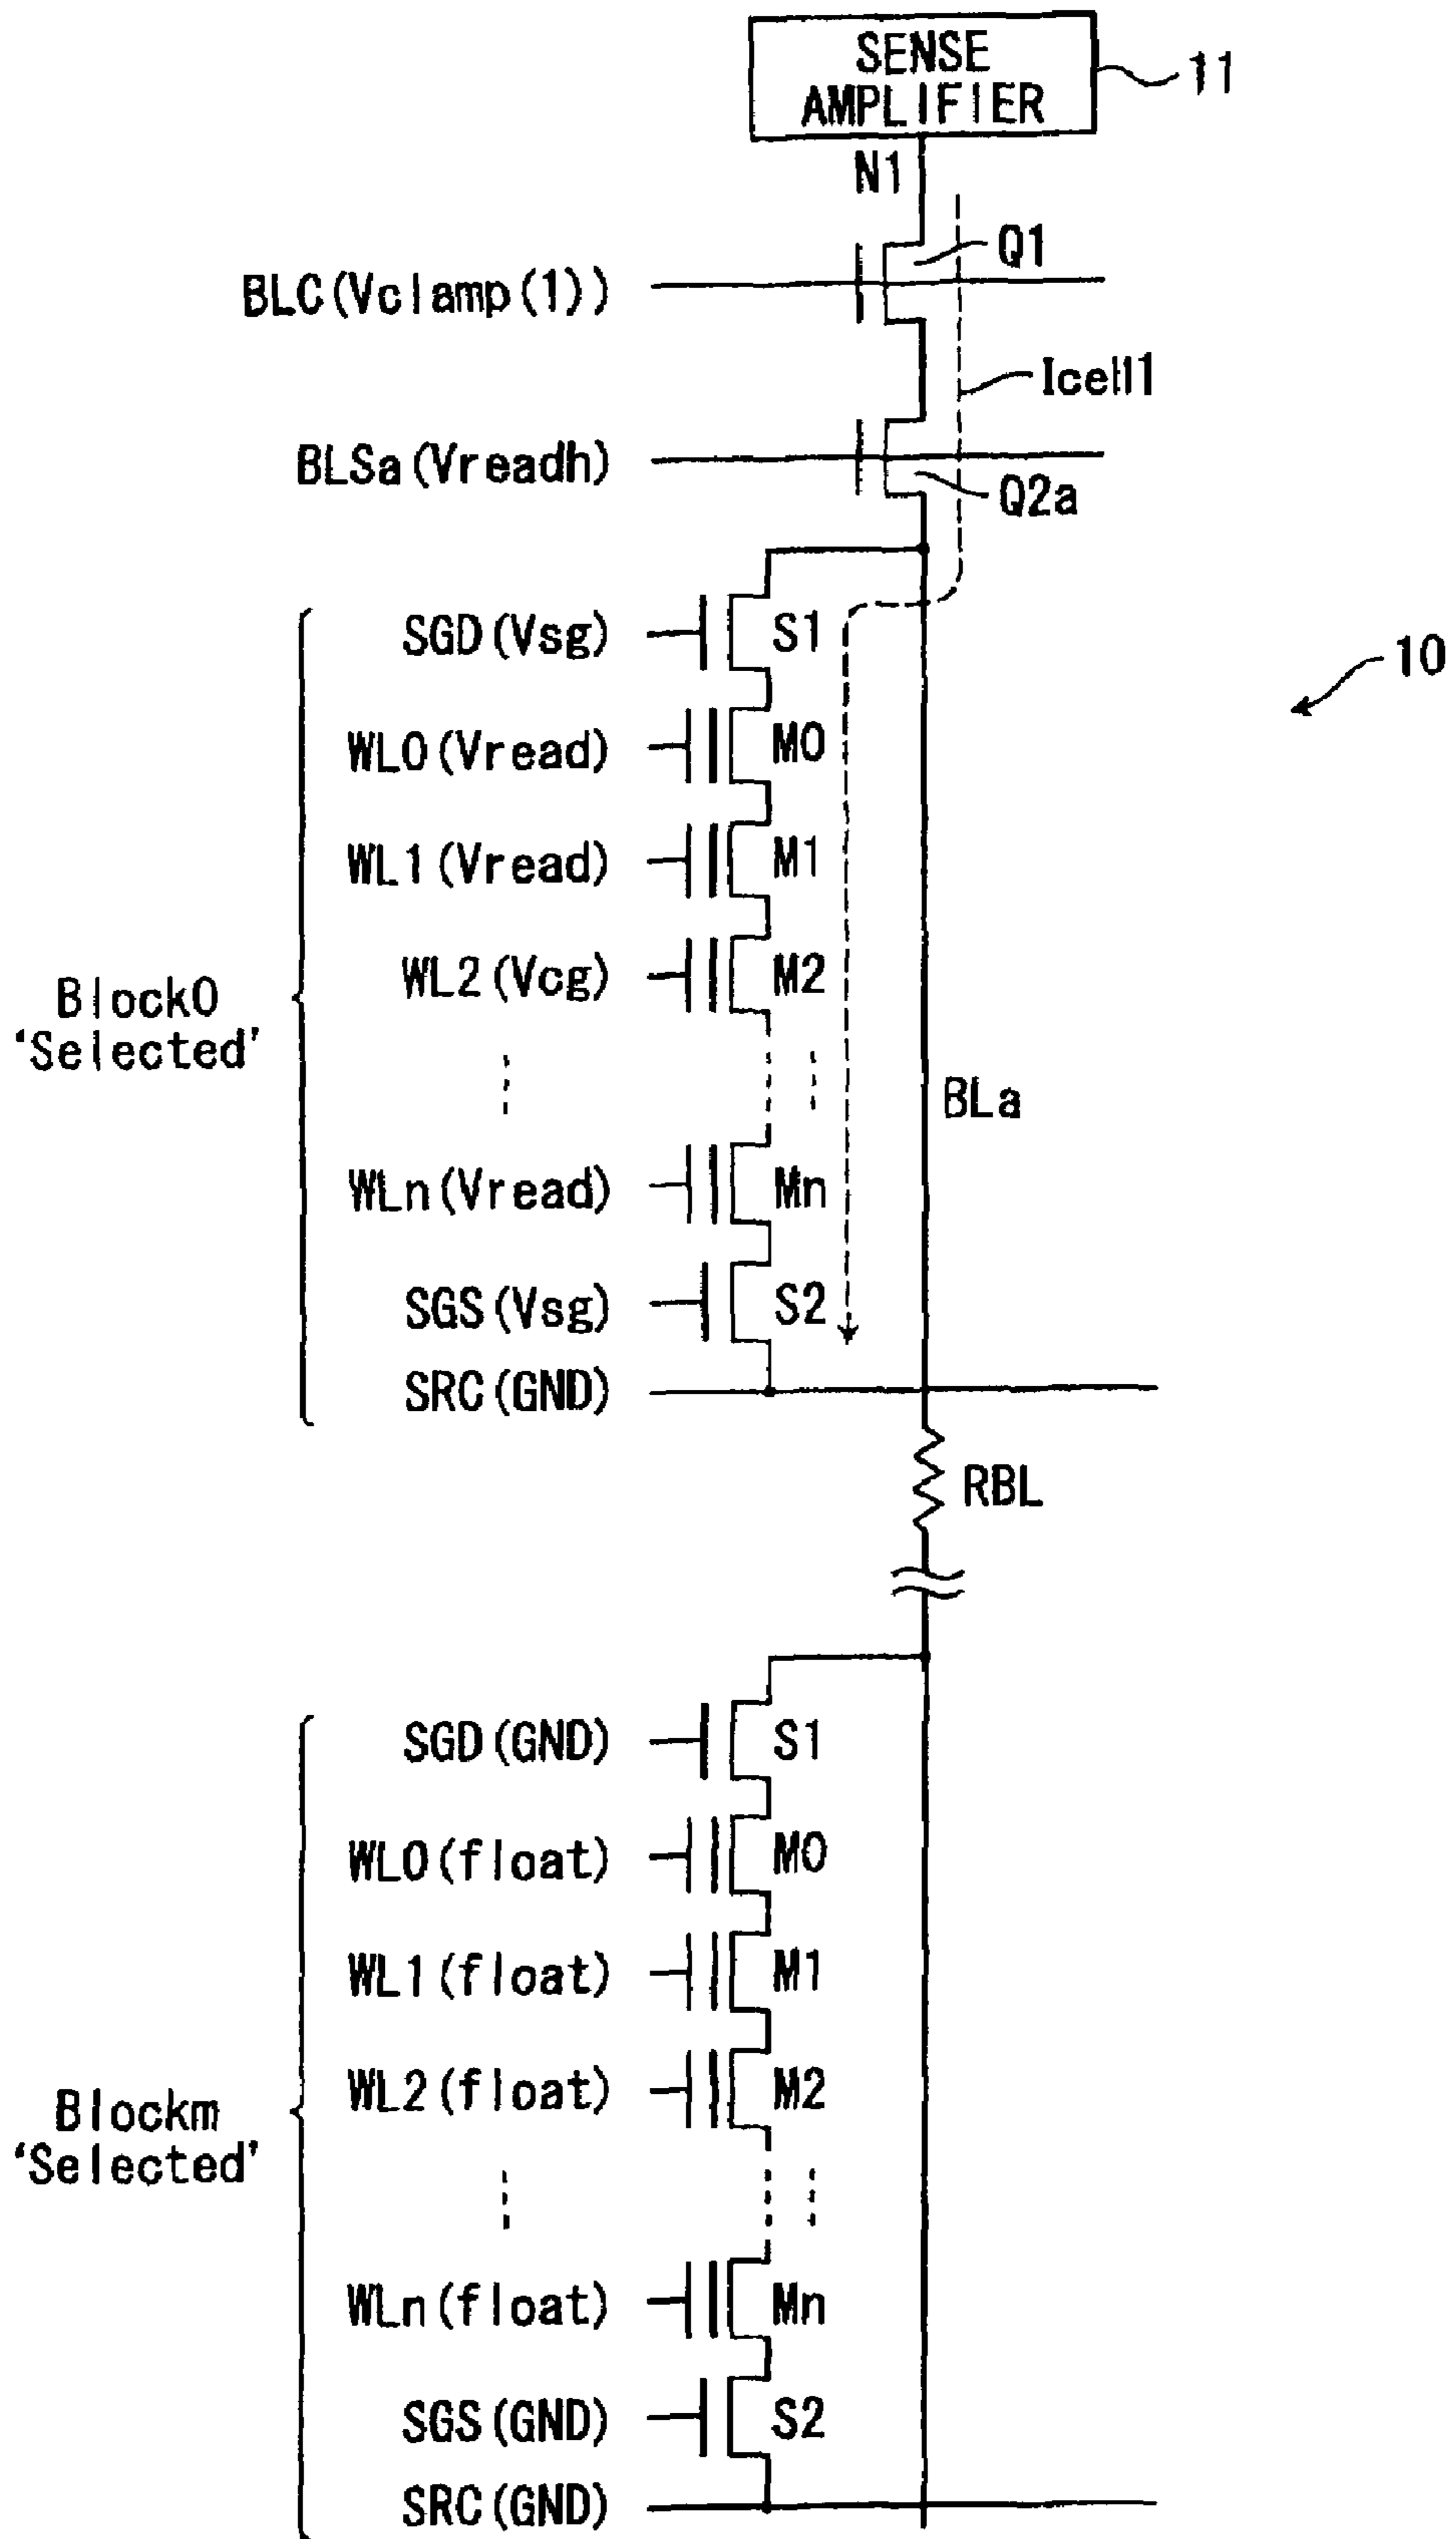 SENSE
AMPLIFIER
11
N1
Q1
BLC(Vclamp(1))
Icell1
BLSa(Vreadh)
Q2a
SGD(Vsg) S1
10
WL0(Vread) M0
WL1(Vread) M1
WL2(Vcg) M2
Block0
'Selected'
BLa
WLn(Vread) Mn
SGS(Vsg) S2
SRC(GND)
RBL
SGD(GND) S1
WL0(float) M0
WL1(float) M1
WL2(float) M2
Blockm
'Selected'
WLn(float) Mn
SGS(GND) S2
SRC(GND)